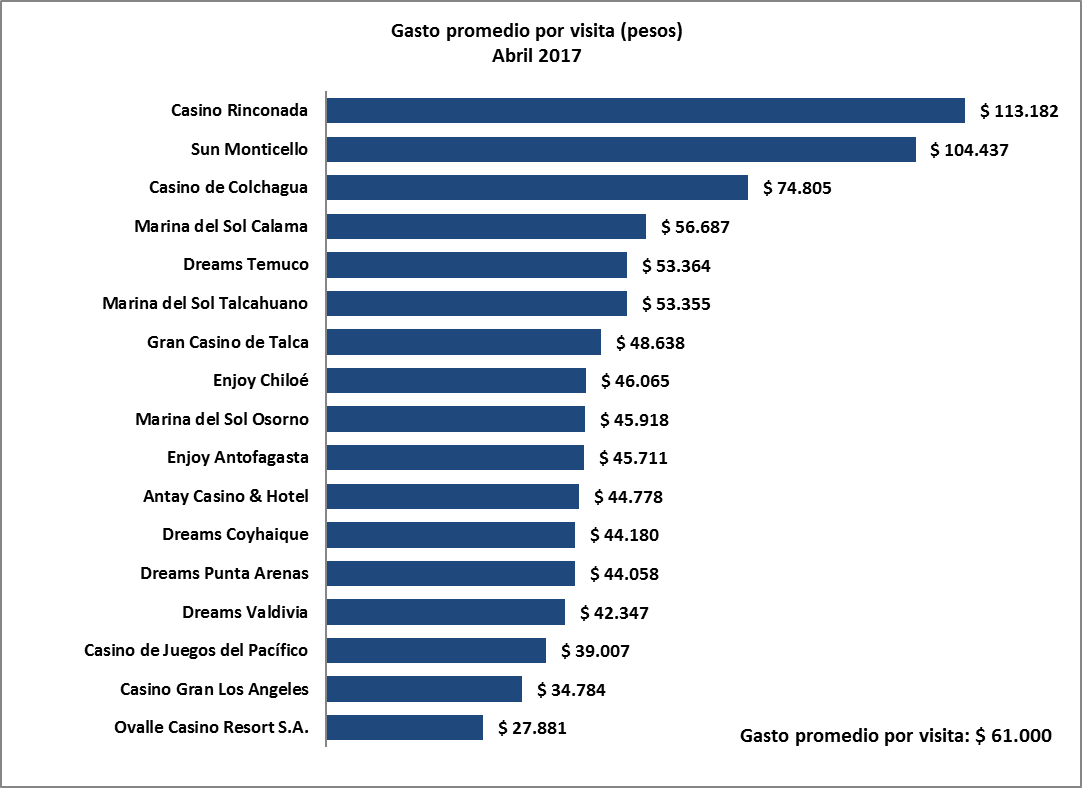 Gasto promedio por visita (pesos)
Abril 2017
Casino Rinconada $ 113.182
Sun Monticello $ 104.437
Casino de Colchagua $ 74.805
Marina del Sol Calama $ 56.687
Dreams Temuco $ 53.364
Marina del Sol Talcahuano $ 53.355
Gran Casino de Talca $ 48.638
Enjoy Chiloé $ 46.065
Marina del Sol Osorno $ 45.918
Enjoy Antofagasta $ 45.711
Antay Casino & Hotel $ 44.778
Dreams Coyhaique $ 44.180
Dreams Punta Arenas $ 44.058
Dreams Valdivia $ 42.347
Casino de Juegos del Pacífico $ 39.007
Casino Gran Los Angeles $ 34.784
Ovalle Casino Resort S.A. $ 27.881
Gasto promedio por visita: $ 61.000